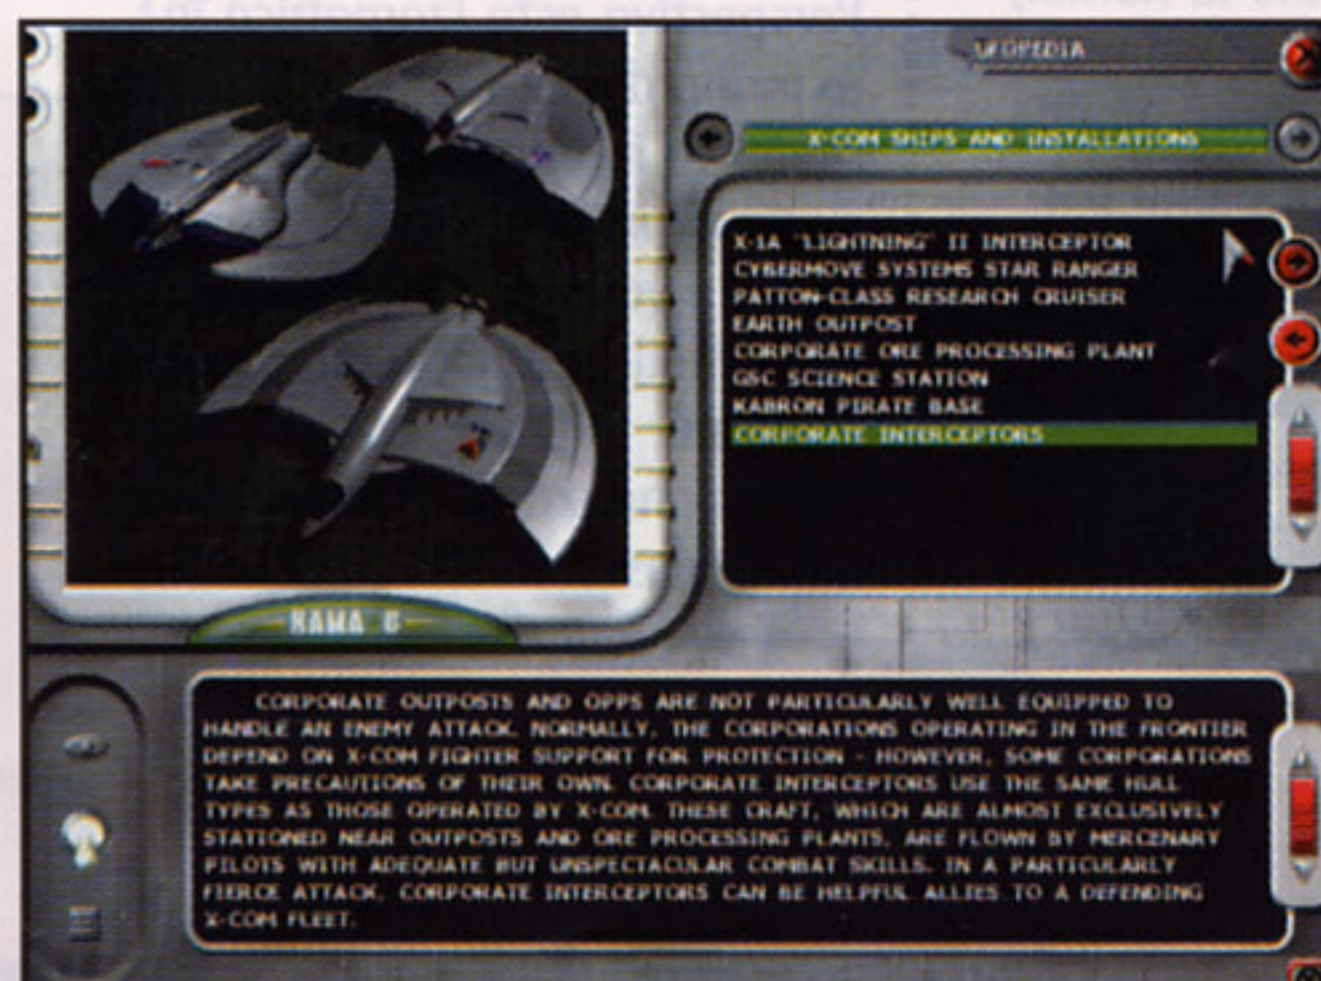 UFOPEDIA
X-COM SHIPS AND INSTALLATIONS
X-1A "LIGHTNING" II INTERCEPTOR
CYBERMOVE SYSTEMS STAR RANGER
PATTON-CLASS RESEARCH CRUISER
EARTH OUTPOST
CORPORATE ORE PROCESSING PLANT
GSC SCIENCE STATION
KABRON PIRATE BASE
CORPORATE INTERCEPTORS
CORPORATE OUTPOSTS AND OPPS ARE NOT PARTICULARLY WELL EQUIPPED TO
HANDLE AN ENEMY ATTACK. NORMALLY, THE CORPORATIONS OPERATING IN THE FRONTIER
DEPEND ON X-COM FIGHTER SUPPORT FOR PROTECTION - HOWEVER, SOME CORPORATIONS
TAKE PRECAUTIONS OF THEIR OWN. CORPORATE INTERCEPTORS USE THE SAME HULL
TYPES AS THOSE OPERATED BY X-COM. THESE CRAFT, WHICH ARE ALMOST EXCLUSIVELY
STATIONED NEAR OUTPOSTS AND ORE PROCESSING PLANTS, ARE FLOWN BY MERCENARY
PILOTS WITH ADEQUATE BUT UNSPECTACULAR COMBAT SKILLS. IN A PARTICULARLY
FIERCE ATTACK, CORPORATE INTERCEPTORS CAN BE HELPFUL ALLIES TO A DEFENDING
X-COM FLEET.